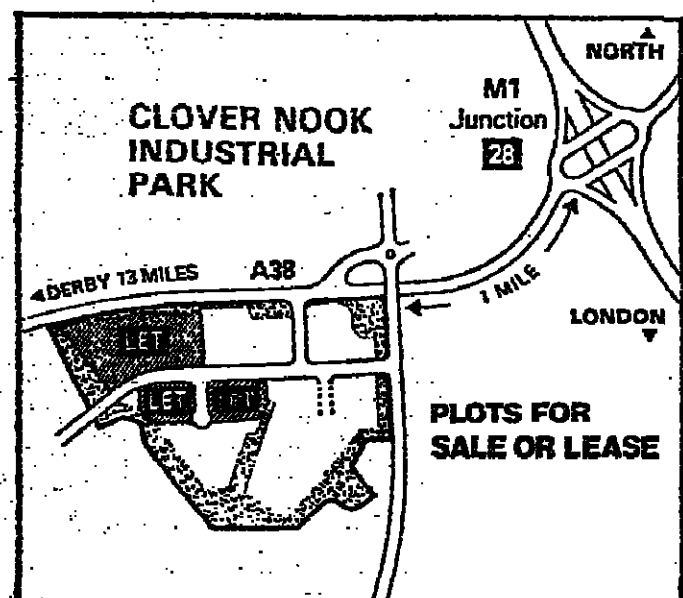 NORTH
M1
Junction
28
CLOVER NOOK
INDUSTRIAL
PARK
DERBY 13 MILES
A38
1 MILE
LONDON
LET
LET
LET
PLOTS FOR
SALE OR LEASE